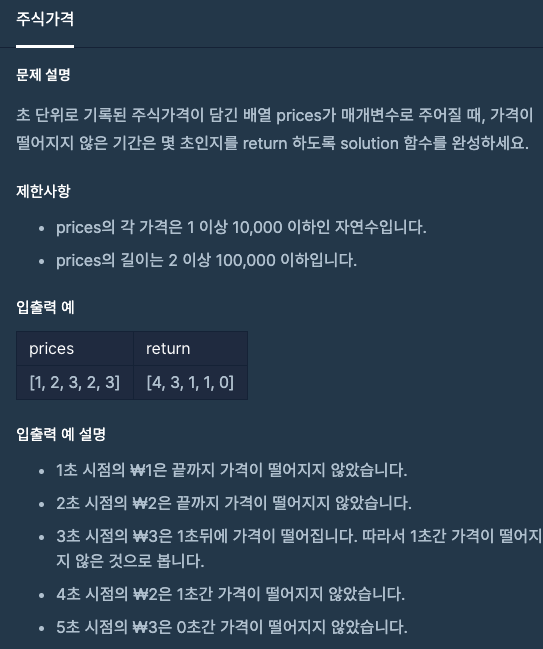 주식가격
문제 설명
초 단위로 기록된 주식가격이 담긴 배열 prices가 매개변수로 주어질 때, 가격이
떨어지지 않은 기간은 몇 초인지를 return 하도록 solution 함수를 완성하세요.
제한사항
• prices의 각 가격은 1 이상 10,000 이하인 자연수입니다.
• prices의 길이는 2 이상 100,000 이하입니다.
입출력 예
prices return
[1, 2, 3, 2, 3] [4, 3, 1, 1, 0]
입출력 예 설명
• 1초 시점의 ₩1은 끝까지 가격이 떨어지지 않았습니다.
• 2초 시점의 ₩2은 끝까지 가격이 떨어지지 않았습니다.
• 3초 시점의 ₩3은 1초뒤에 가격이 떨어집니다. 따라서 1초간 가격이 떨어지
지 않은 것으로 봅니다.
• 4초 시점의 ₩2은 1초간 가격이 떨어지지 않았습니다.
• 5초 시점의 ₩3은 0초간 가격이 떨어지지 않았습니다.